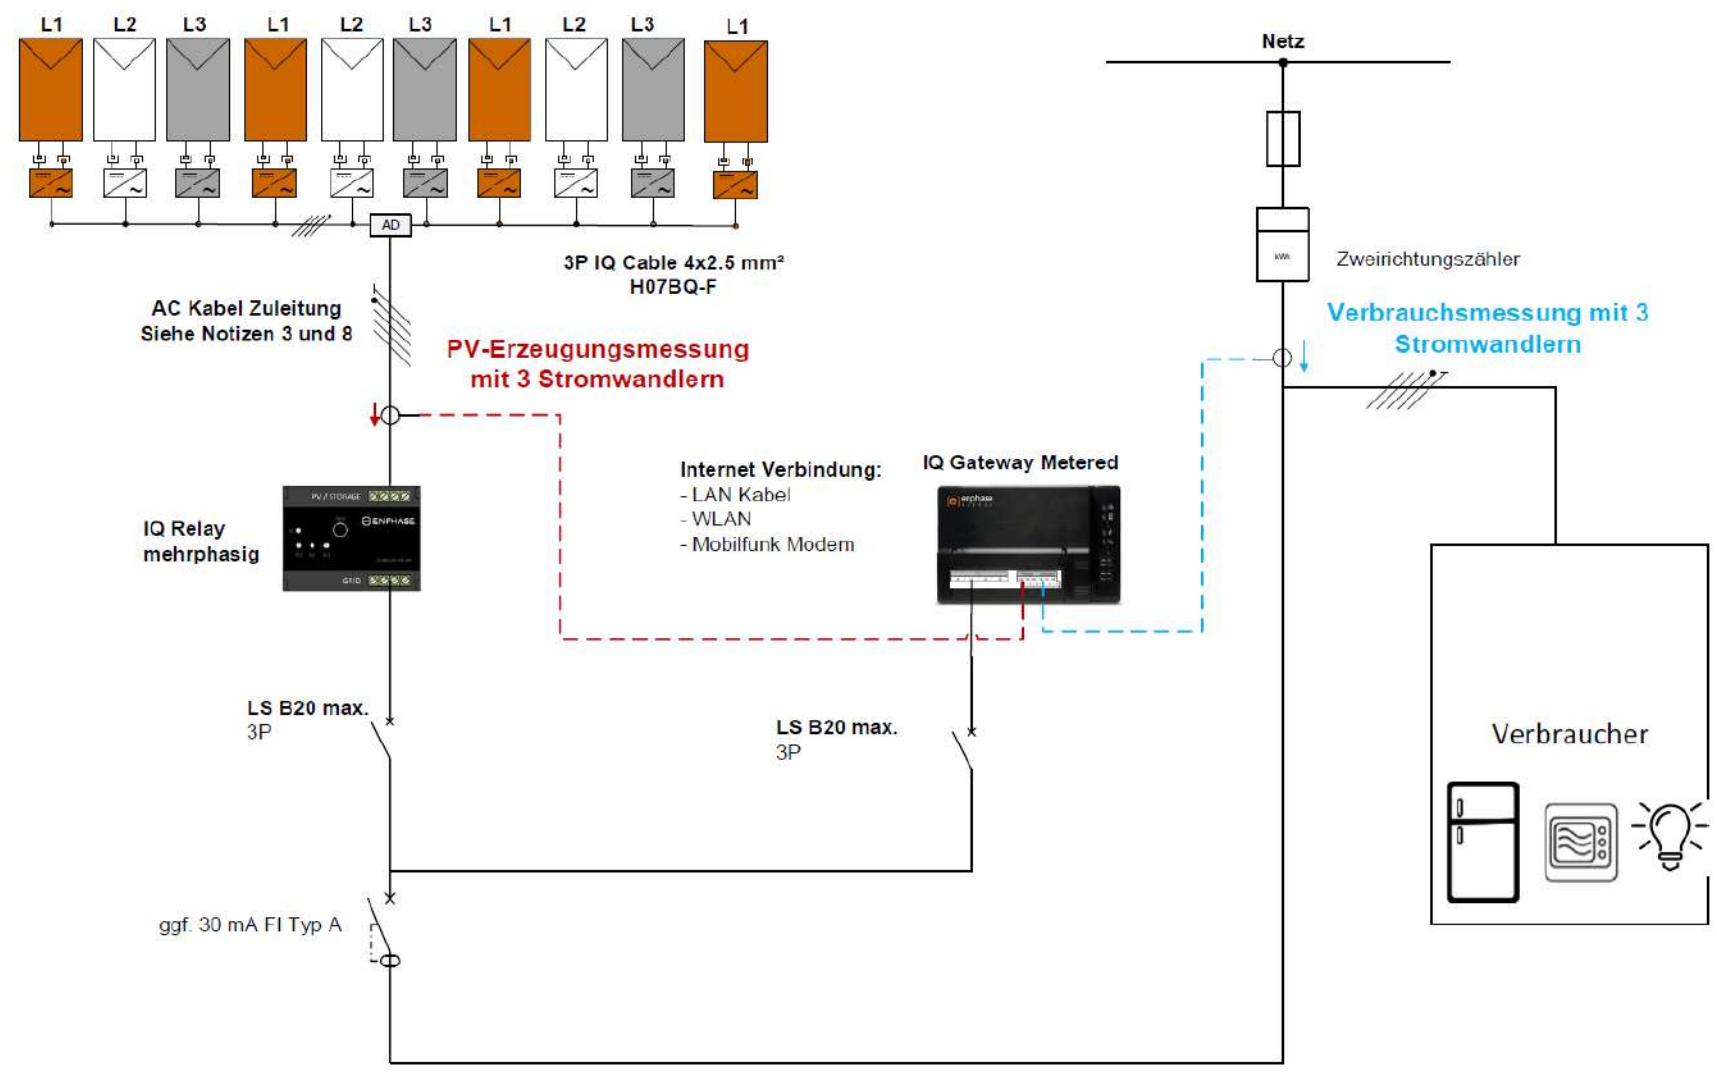 L1 L2 L3 L1 L2 L3 L1 L2 L3 L1
Netz
AD
kWh
Zweirichtungszähler
3P IQ Cable 4x2.5 mm²
H07BQ-F
AC Kabel Zuleitung
Siehe Notizen 3 und 8
Verbrauchsmessung mit 3
Stromwandlern
PV-Erzeugungsmessung
mit 3 Stromwandlern
Internet Verbindung:
- LAN Kabel
- WLAN
- Mobilfunk Modem
IQ Gateway Metered
enphase
IQ Relay
mehrphasig
PV / STORAGE
ENPHASE
GRID
LS B20 max.
3P
LS B20 max.
3P
Verbraucher
ggf. 30 mA FI Typ A